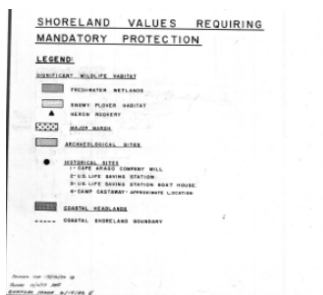 SHORELAND VALUES REQUIRING
MANDATORY PROTECTION
LEGEND:
SIGNIFICANT WILDLIFE HABITAT
FRESHWATER WETLANDS
SNOWY PLOVER HABITAT
HERON ROOKERY
MAJOR MARSH
ARCHAEOLOGICAL SITES
HISTORICAL SITES
1- CAPE ARAGO COMPANY MILL
2- U.S. LIFE SAVING STATION
3- U.S. LIFE SAVING STATION BOAT HOUSE
4- CAMP CASTAWAY- APPROXIMATE LOCATION
COASTAL HEADLANDS
COASTAL SHORELAND BOUNDARY